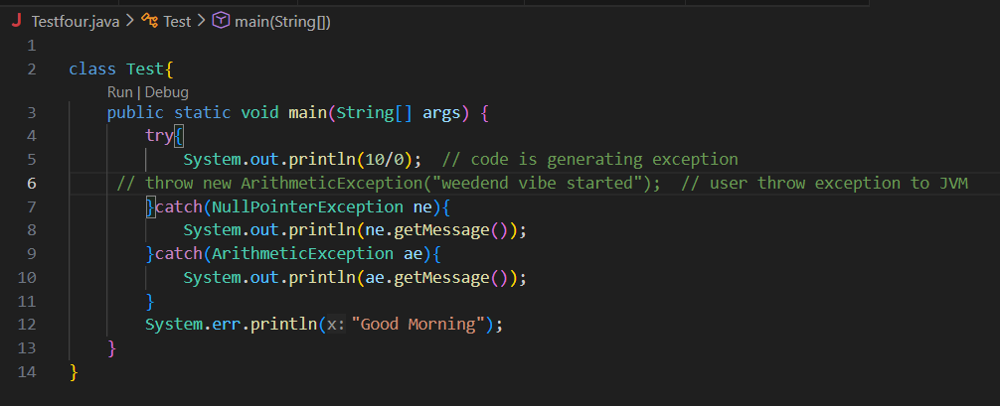 J Testfour.java > Test > main(String[])
1
2 class Test{
Run | Debug
3 public static void main(String[] args) {
4 try{
5 System.out.println(10/0);  // code is generating exception
6 // throw new ArithmeticException("weedend vibe started");  // user throw exception to JVM
7 }catch(NullPointerException ne){
8 System.out.println(ne.getMessage());
9 }catch(ArithmeticException ae){
10 System.out.println(ae.getMessage());
11 }
12 System.err.println(x: "Good Morning");
13 }
14 }